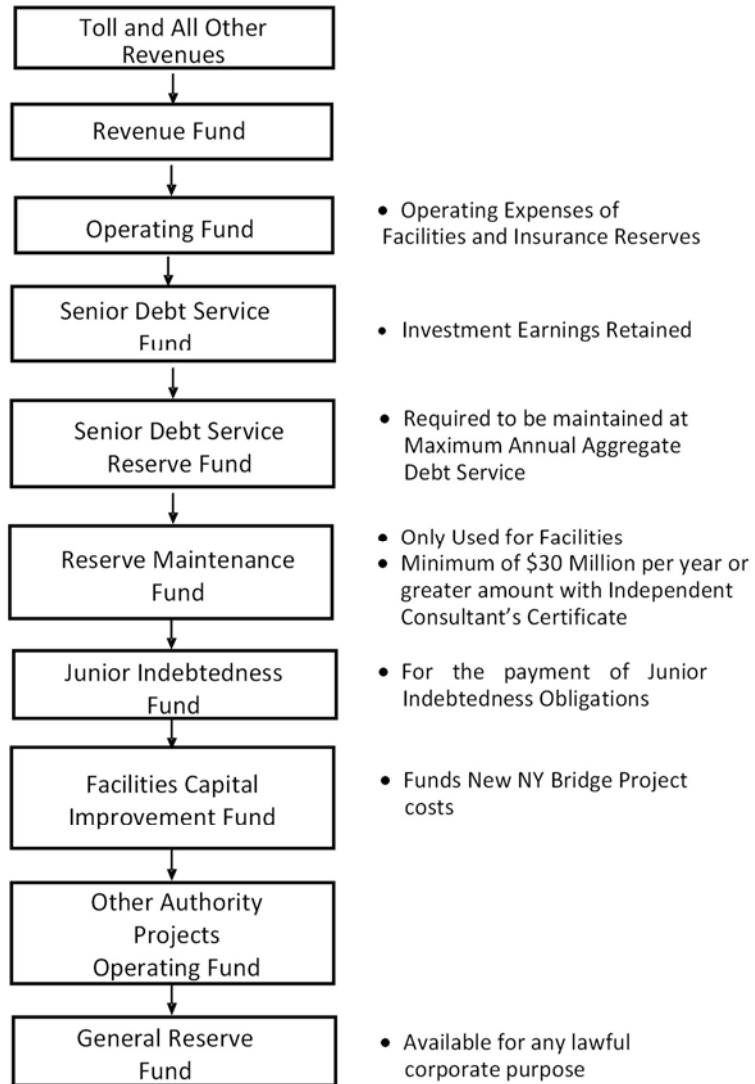 Toll and All Other
Revenues
Revenue Fund
Operating Fund
• Operating Expenses of
Facilities and Insurance Reserves
Senior Debt Service
Fund
• Investment Earnings Retained
Senior Debt Service
Reserve Fund
• Required to be maintained at
Maximum Annual Aggregate
Debt Service
Reserve Maintenance
Fund
• Only Used for Facilities
• Minimum of $30 Million per year or
greater amount with Independent
Consultant’s Certificate
Junior Indebtedness
Fund
• For the payment of Junior
Indebtedness Obligations
Facilities Capital
Improvement Fund
• Funds New NY Bridge Project
costs
Other Authority
Projects
Operating Fund
General Reserve
Fund
• Available for any lawful
corporate purpose